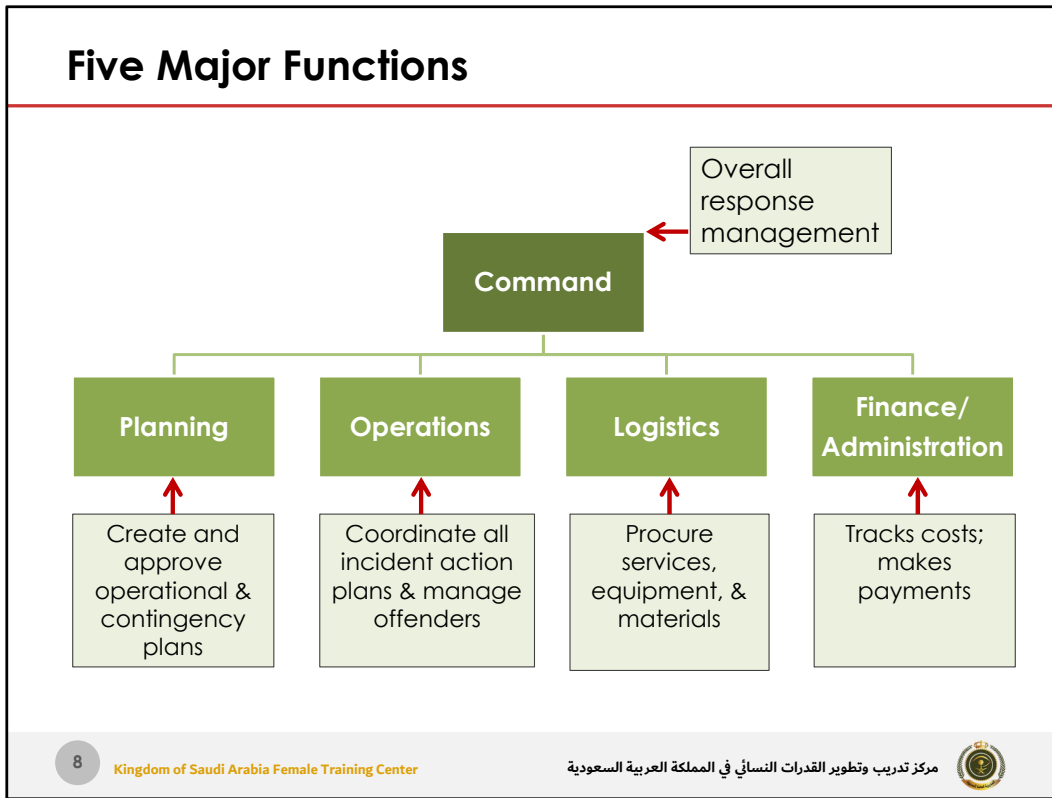 Five Major Functions
Overall
response
management
Command
Planning
Operations
Logistics
Finance/
Administration
Create and
approve
operational &
contingency
plans
Coordinate all
incident action
plans & manage
offenders
Procure
services,
equipment, &
materials
Tracks costs;
makes
payments
8
Kingdom of Saudi Arabia Female Training Center
مركز تدريب وتطوير القدرات النسائي في المملكة العربية السعودية